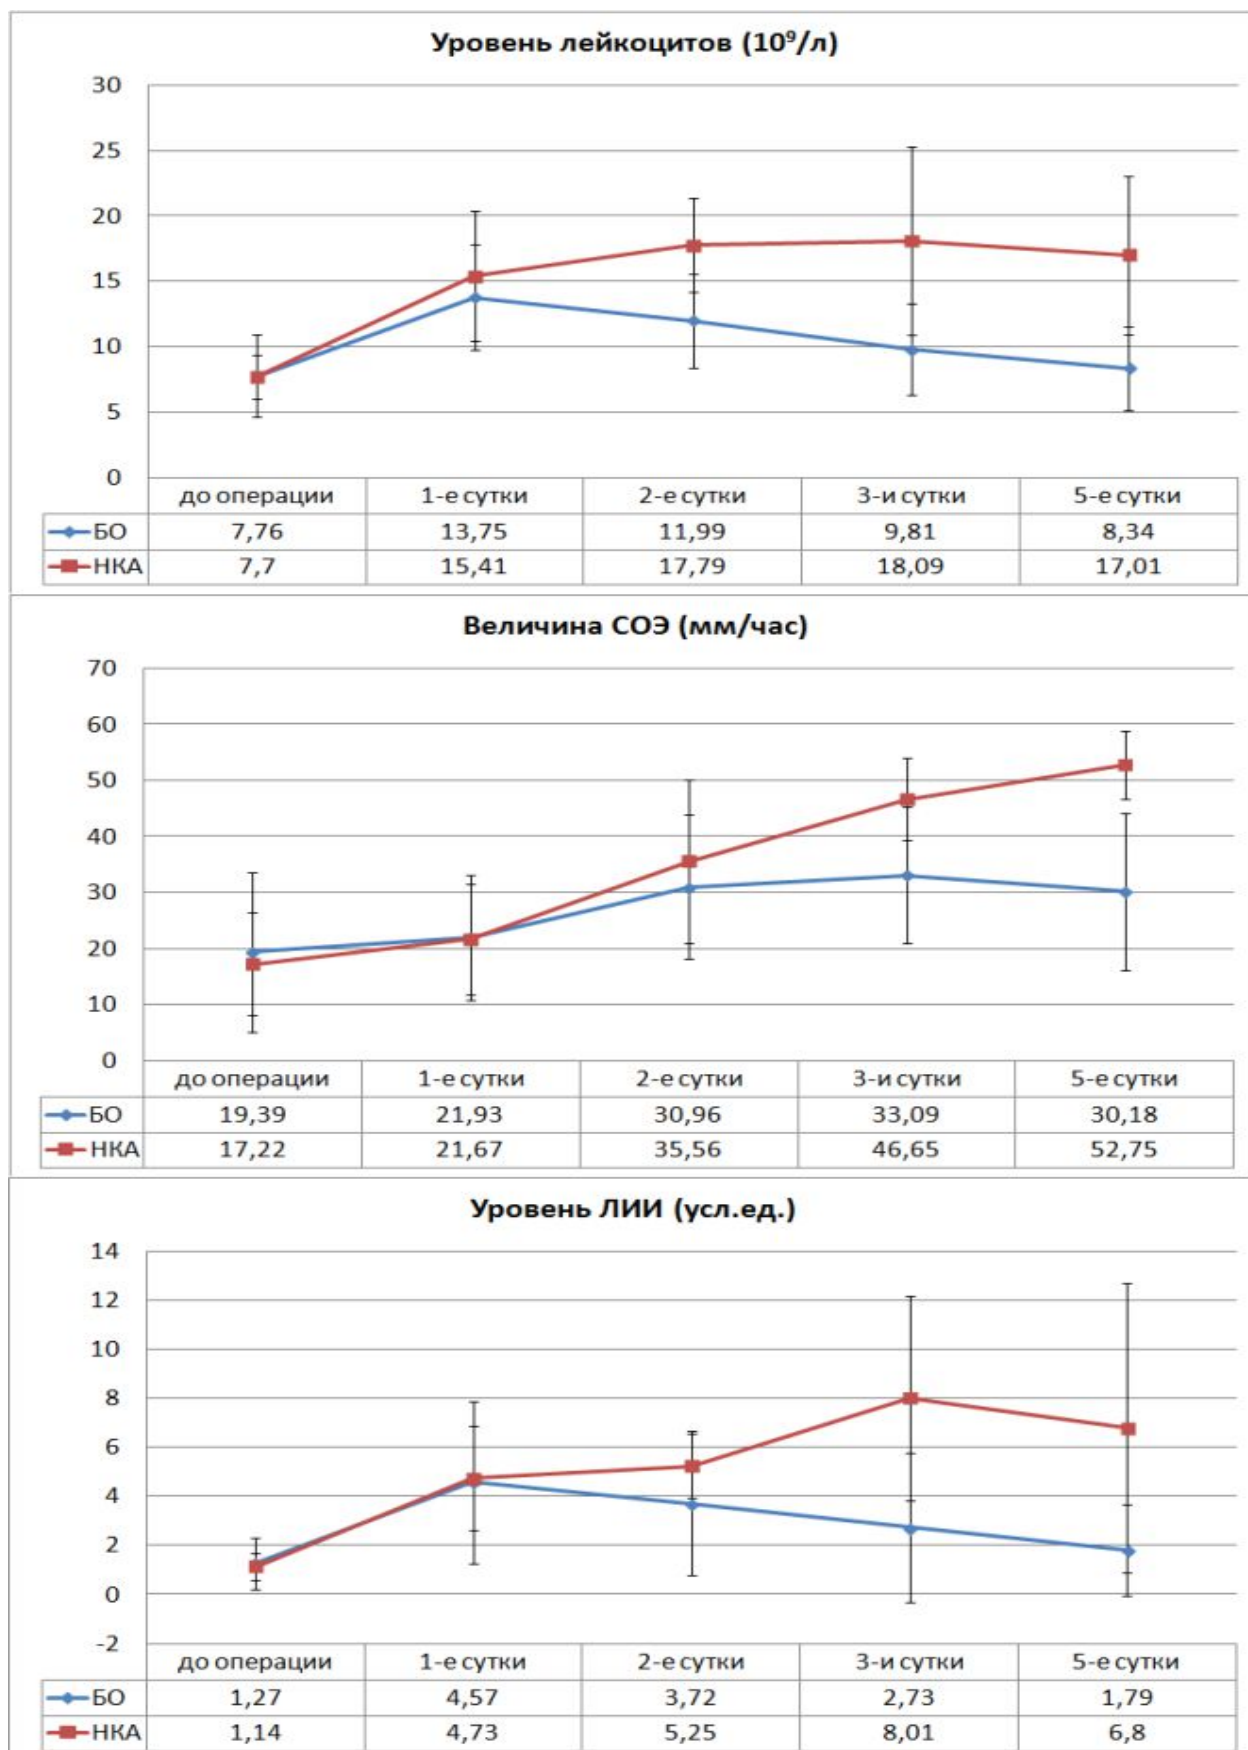 Уровень лейкоцитов (10⁹/л)
30
25
20
15
10
5
0
до операции 1-е сутки 2-е сутки 3-и сутки 5-е сутки
БО 7,76 13,75 11,99 9,81 8,34
НКА 7,7 15,41 17,79 18,09 17,01
Величина СОЭ (мм/час)
70
60
50
40
30
20
10
0
до операции 1-е сутки 2-е сутки 3-и сутки 5-е сутки
БО 19,39 21,93 30,96 33,09 30,18
НКА 17,22 21,67 35,56 46,65 52,75
Уровень ЛИИ (усл.ед.)
14
12
10
8
6
4
2
0
-2
до операции 1-е сутки 2-е сутки 3-и сутки 5-е сутки
БО 1,27 4,57 3,72 2,73 1,79
НКА 1,14 4,73 5,25 8,01 6,8